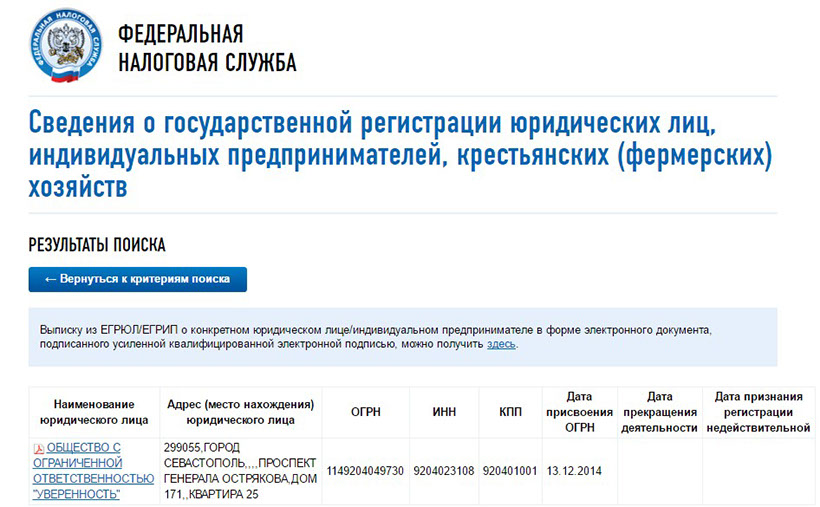 ФЕДЕРАЛЬНАЯ НАЛОГОВАЯ СЛУЖБА
ФЕДЕРАЛЬНАЯ
НАЛОГОВАЯ СЛУЖБА
Сведения о государственной регистрации юридических лиц,
индивидуальных предпринимателей, крестьянских (фермерских)
хозяйств
РЕЗУЛЬТАТЫ ПОИСКА
← Вернуться к критериям поиска
Выписку из ЕГРЮЛ/ЕГРИП о конкретном юридическом лице/индивидуальном предпринимателе в форме электронного документа,
подписанного усиленной квалифицированной электронной подписью, можно получить здесь.
Наименование
юридического лица
Адрес (место нахождения)
юридического лица
ОГРН
ИНН
КПП
Дата
присвоения
ОГРН
Дата
прекращения
деятельности
Дата признания
регистрации
недействительной
ОБЩЕСТВО С
ОГРАНИЧЕННОЙ
ОТВЕТСТВЕННОСТЬЮ
"УВЕРЕННОСТЬ"
299055,ГОРОД
СЕВАСТОПОЛЬ,,,,ПРОСПЕКТ
ГЕНЕРАЛА ОСТРЯКОВА,ДОМ
171,,КВАРТИРА 25
1149204049730
9204023108
920401001
13.12.2014